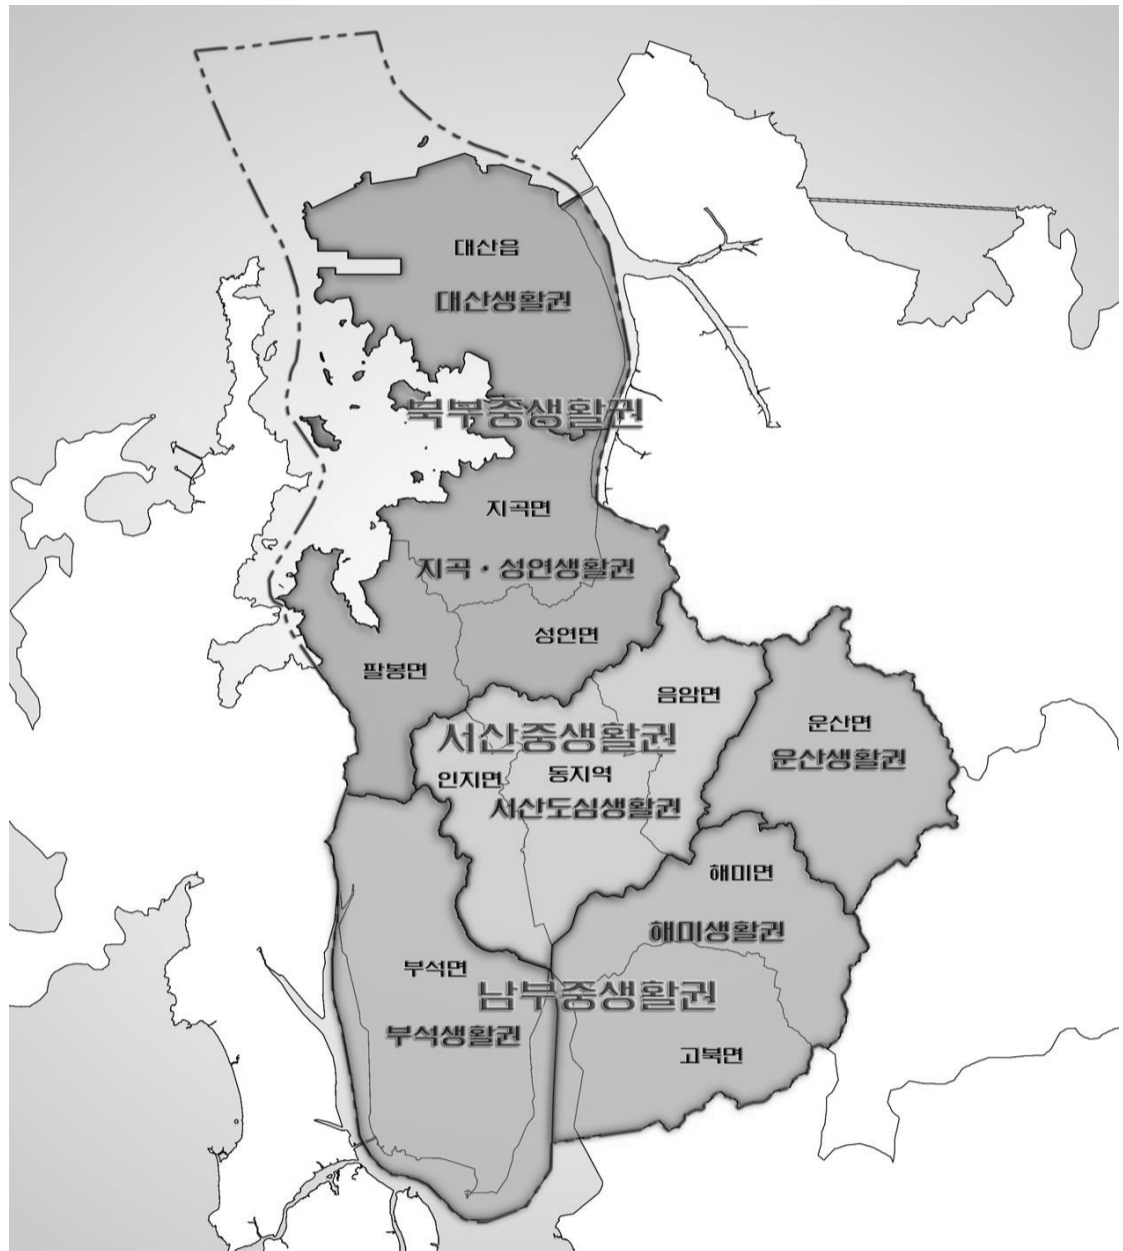 대산읍
대산생활권
북부중생활권
지곡면
지곡·성연생활권
성연면
팔봉면
음암면
서산중생활권
운산면
운산생활권
인지면
동지역
서산도심생활권
해미면
해미생활권
부석면
남부중생활권
부석생활권
고북면